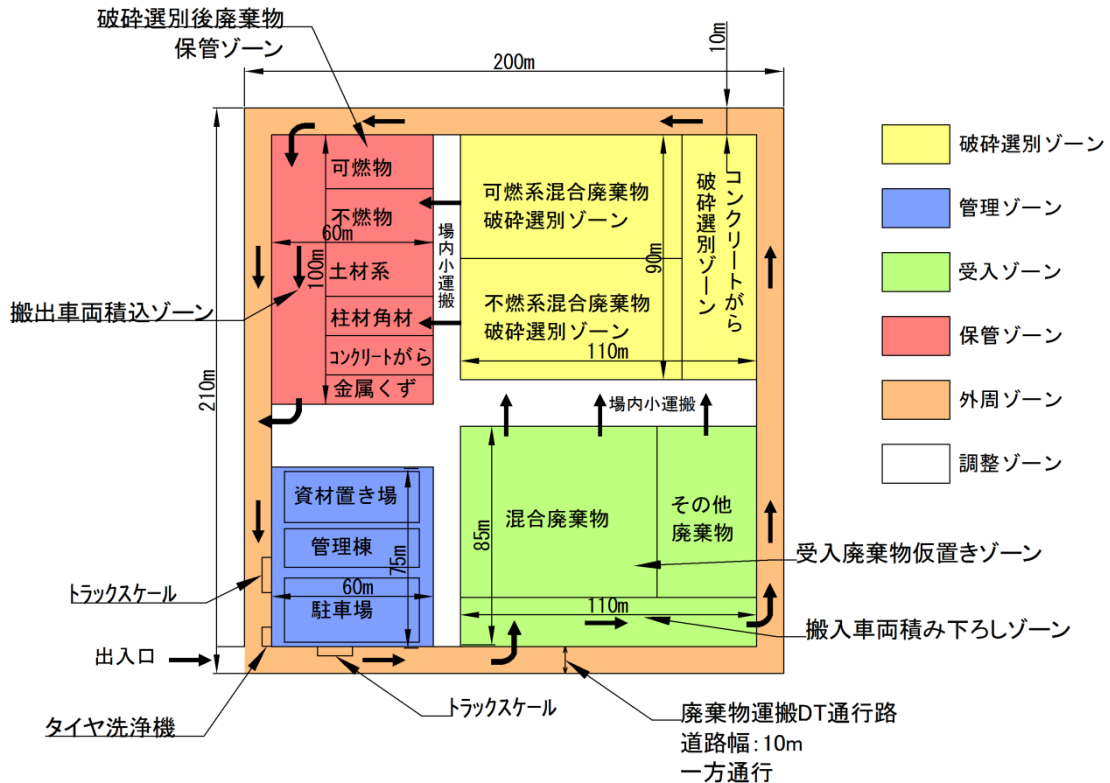 破砕選別後廃棄物
保管ゾーン
10m
200m
210m
可燃物
不燃物
60m
100m
土材系
柱材角材
コンクリートがら
金属くず
場内小運搬
可燃系混合廃棄物
破砕選別ゾーン
不燃系混合廃棄物
破砕選別ゾーン
110m
90m
コンクリートがら
破砕選別ゾーン
搬出車両積込ゾーン
場内小運搬
資材置き場
管理棟
75m
60m
駐車場
混合廃棄物
その他
廃棄物
85m
110m
受入廃棄物仮置きゾーン
搬入車両積み下ろしゾーン
トラックスケール
出入口
タイヤ洗浄機
トラックスケール
廃棄物運搬DT通行路
道路幅:10m
一方通行
破砕選別ゾーン
管理ゾーン
受入ゾーン
保管ゾーン
外周ゾーン
調整ゾーン